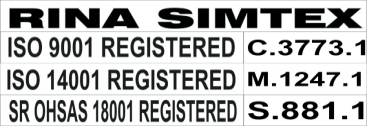 RINA SIMTEX
ISO 9001 REGISTERED C.3773.1
ISO 14001 REGISTERED M.1247.1
SR OHSAS 18001 REGISTERED S.881.1